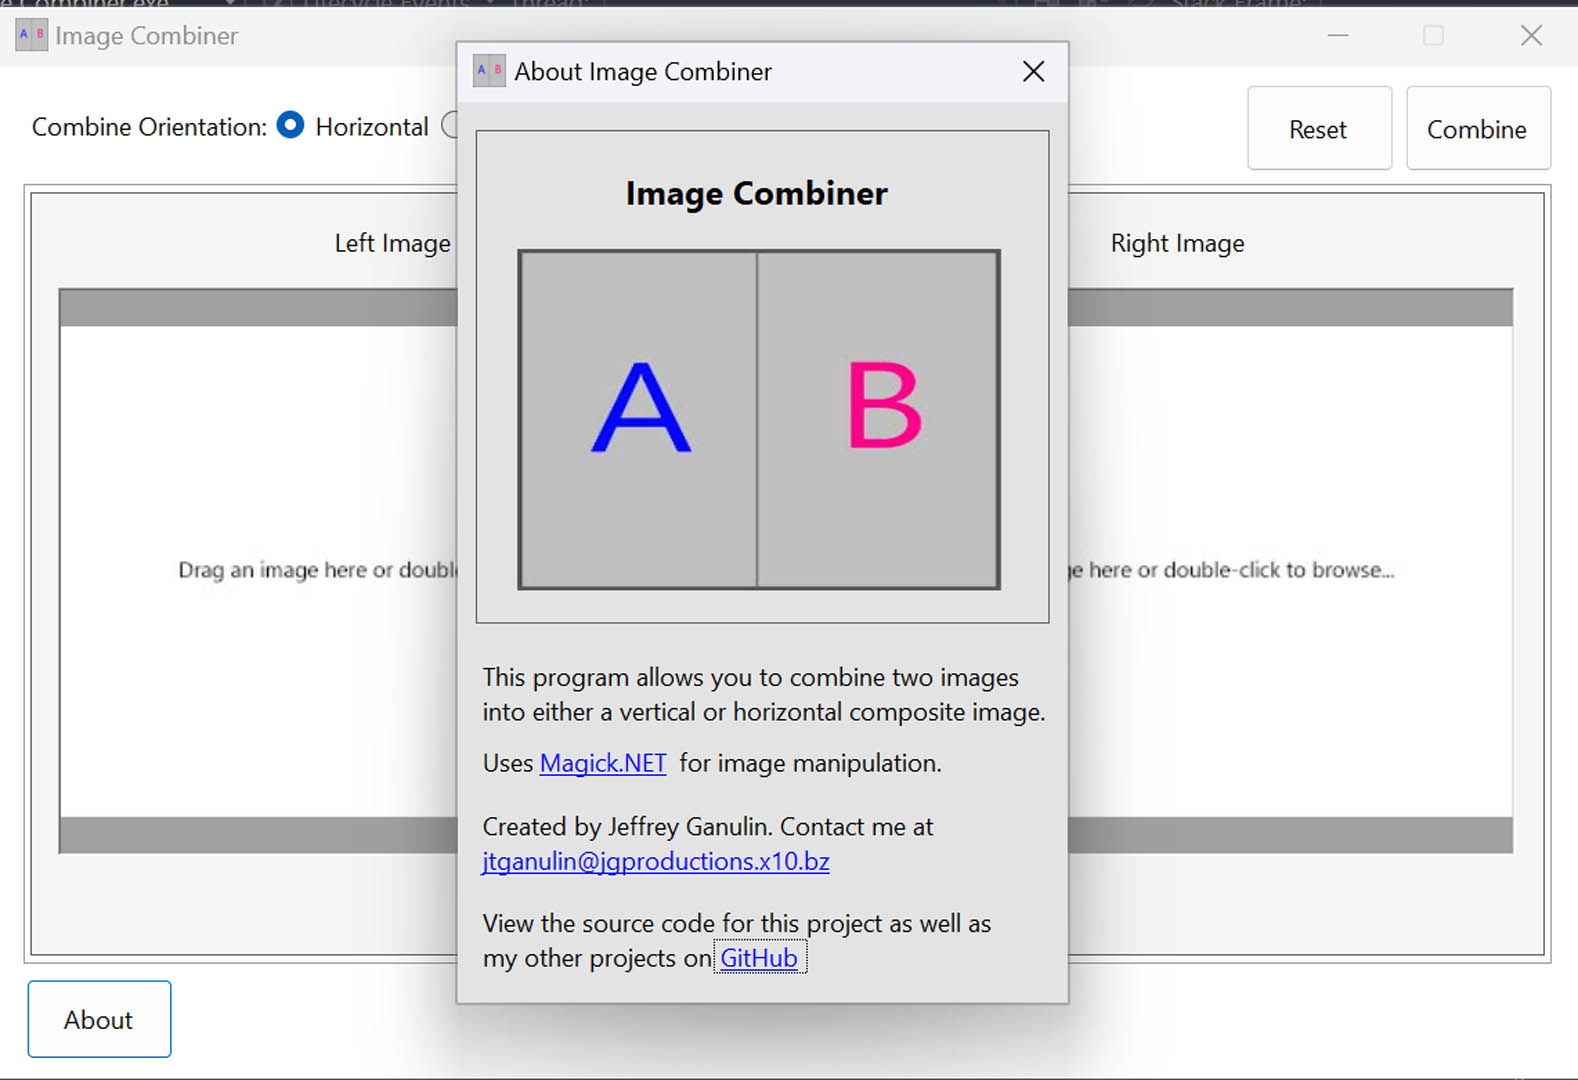 Image Combiner
A B About Image Combiner
Combine Orientation: Horizontal
Reset
Combine
Left Image
Right Image
Image Combiner
A B
Drag an image here or
here or double-click to browse...
This program allows you to combine two images
into either a vertical or horizontal composite image.
Uses Magick.NET for image manipulation.
Created by Jeffrey Ganulin. Contact me at
jtganulin@jgproductions.x10.bz
View the source code for this project as well as
my other projects on GitHub
About